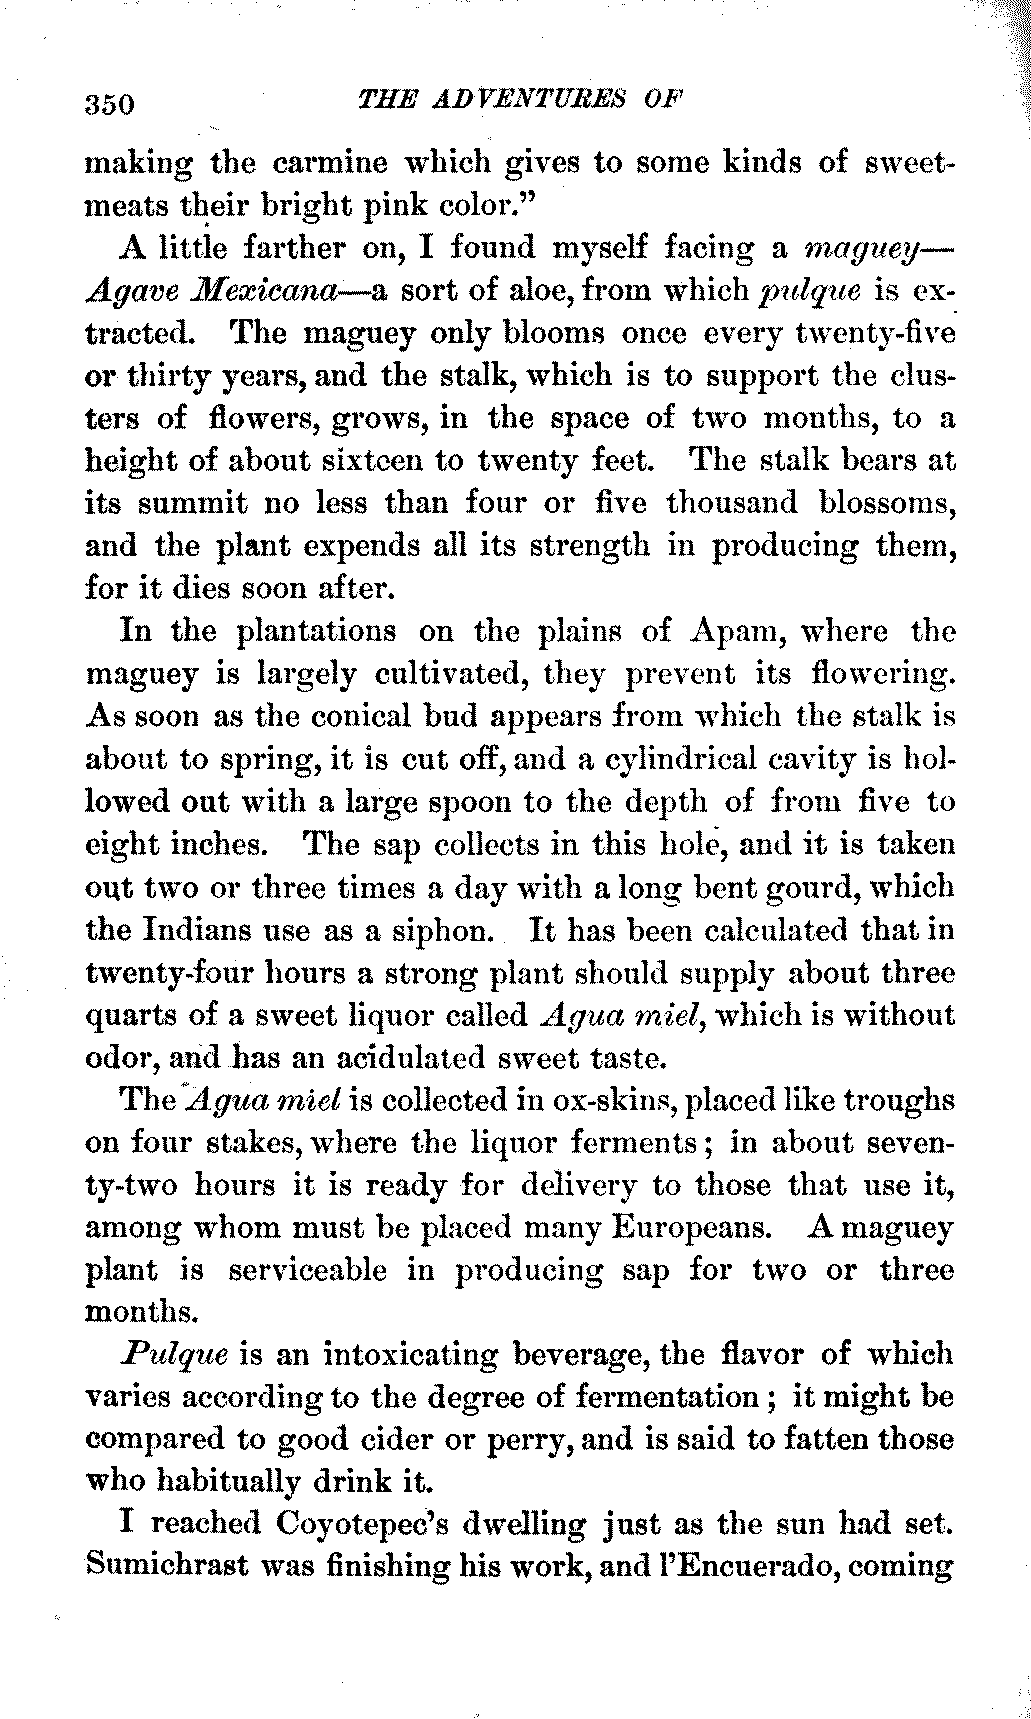 350 THE ADVENTURES OF
making the carmine which gives to some kinds of sweet-
meats their bright pink color.”
A little farther on, I found myself facing a maguey—
Agave Mexicana—a sort of aloe, from which pulque is ex-
tracted. The maguey only blooms once every twenty-five
or thirty years, and the stalk, which is to support the clus-
ters of flowers, grows, in the space of two months, to a
height of about sixteen to twenty feet. The stalk bears at
its summit no less than four or five thousand blossoms,
and the plant expends all its strength in producing them,
for it dies soon after.
In the plantations on the plains of Apam, where the
maguey is largely cultivated, they prevent its flowering.
As soon as the conical bud appears from which the stalk is
about to spring, it is cut off, and a cylindrical cavity is hol-
lowed out with a large spoon to the depth of from five to
eight inches. The sap collects in this hole, and it is taken
out two or three times a day with a long bent gourd, which
the Indians use as a siphon. It has been calculated that in
twenty-four hours a strong plant should supply about three
quarts of a sweet liquor called Agua miel, which is without
odor, and has an acidulated sweet taste.
The Agua miel is collected in ox-skins, placed like troughs
on four stakes, where the liquor ferments; in about seven-
ty-two hours it is ready for delivery to those that use it,
among whom must be placed many Europeans. A maguey
plant is serviceable in producing sap for two or three
months.
Pulque is an intoxicating beverage, the flavor of which
varies according to the degree of fermentation; it might be
compared to good cider or perry, and is said to fatten those
who habitually drink it.
I reached Coyotepec’s dwelling just as the sun had set.
Sumichrast was finishing his work, and l’Encuerado, coming